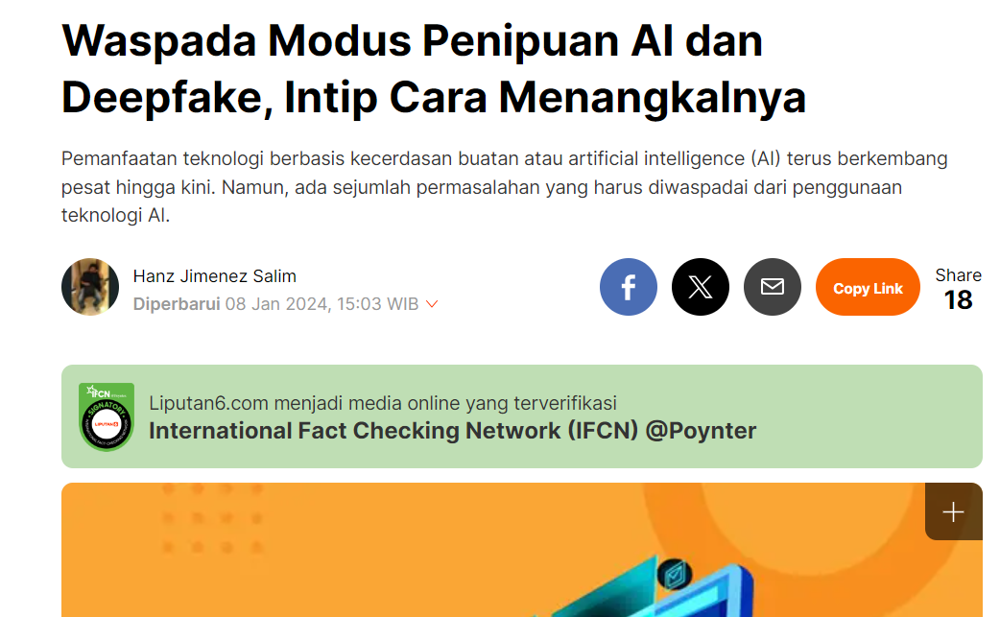 Waspada Modus Penipuan AI dan
Deepfake, Intip Cara Menangkalnya
Pemanfaatan teknologi berbasis kecerdasan buatan atau artificial intelligence (AI) terus berkembang
pesat hingga kini. Namun, ada sejumlah permasalahan yang harus diwaspadai dari penggunaan
teknologi AI.
Hanz Jimenez Salim
Diperbarui 08 Jan 2024, 15:03 WIB
Copy Link
Share
18
IFCN
SIGNATORY
LIPUTAN6
Liputan6.com menjadi media online yang terverifikasi
International Fact Checking Network (IFCN) @Poynter